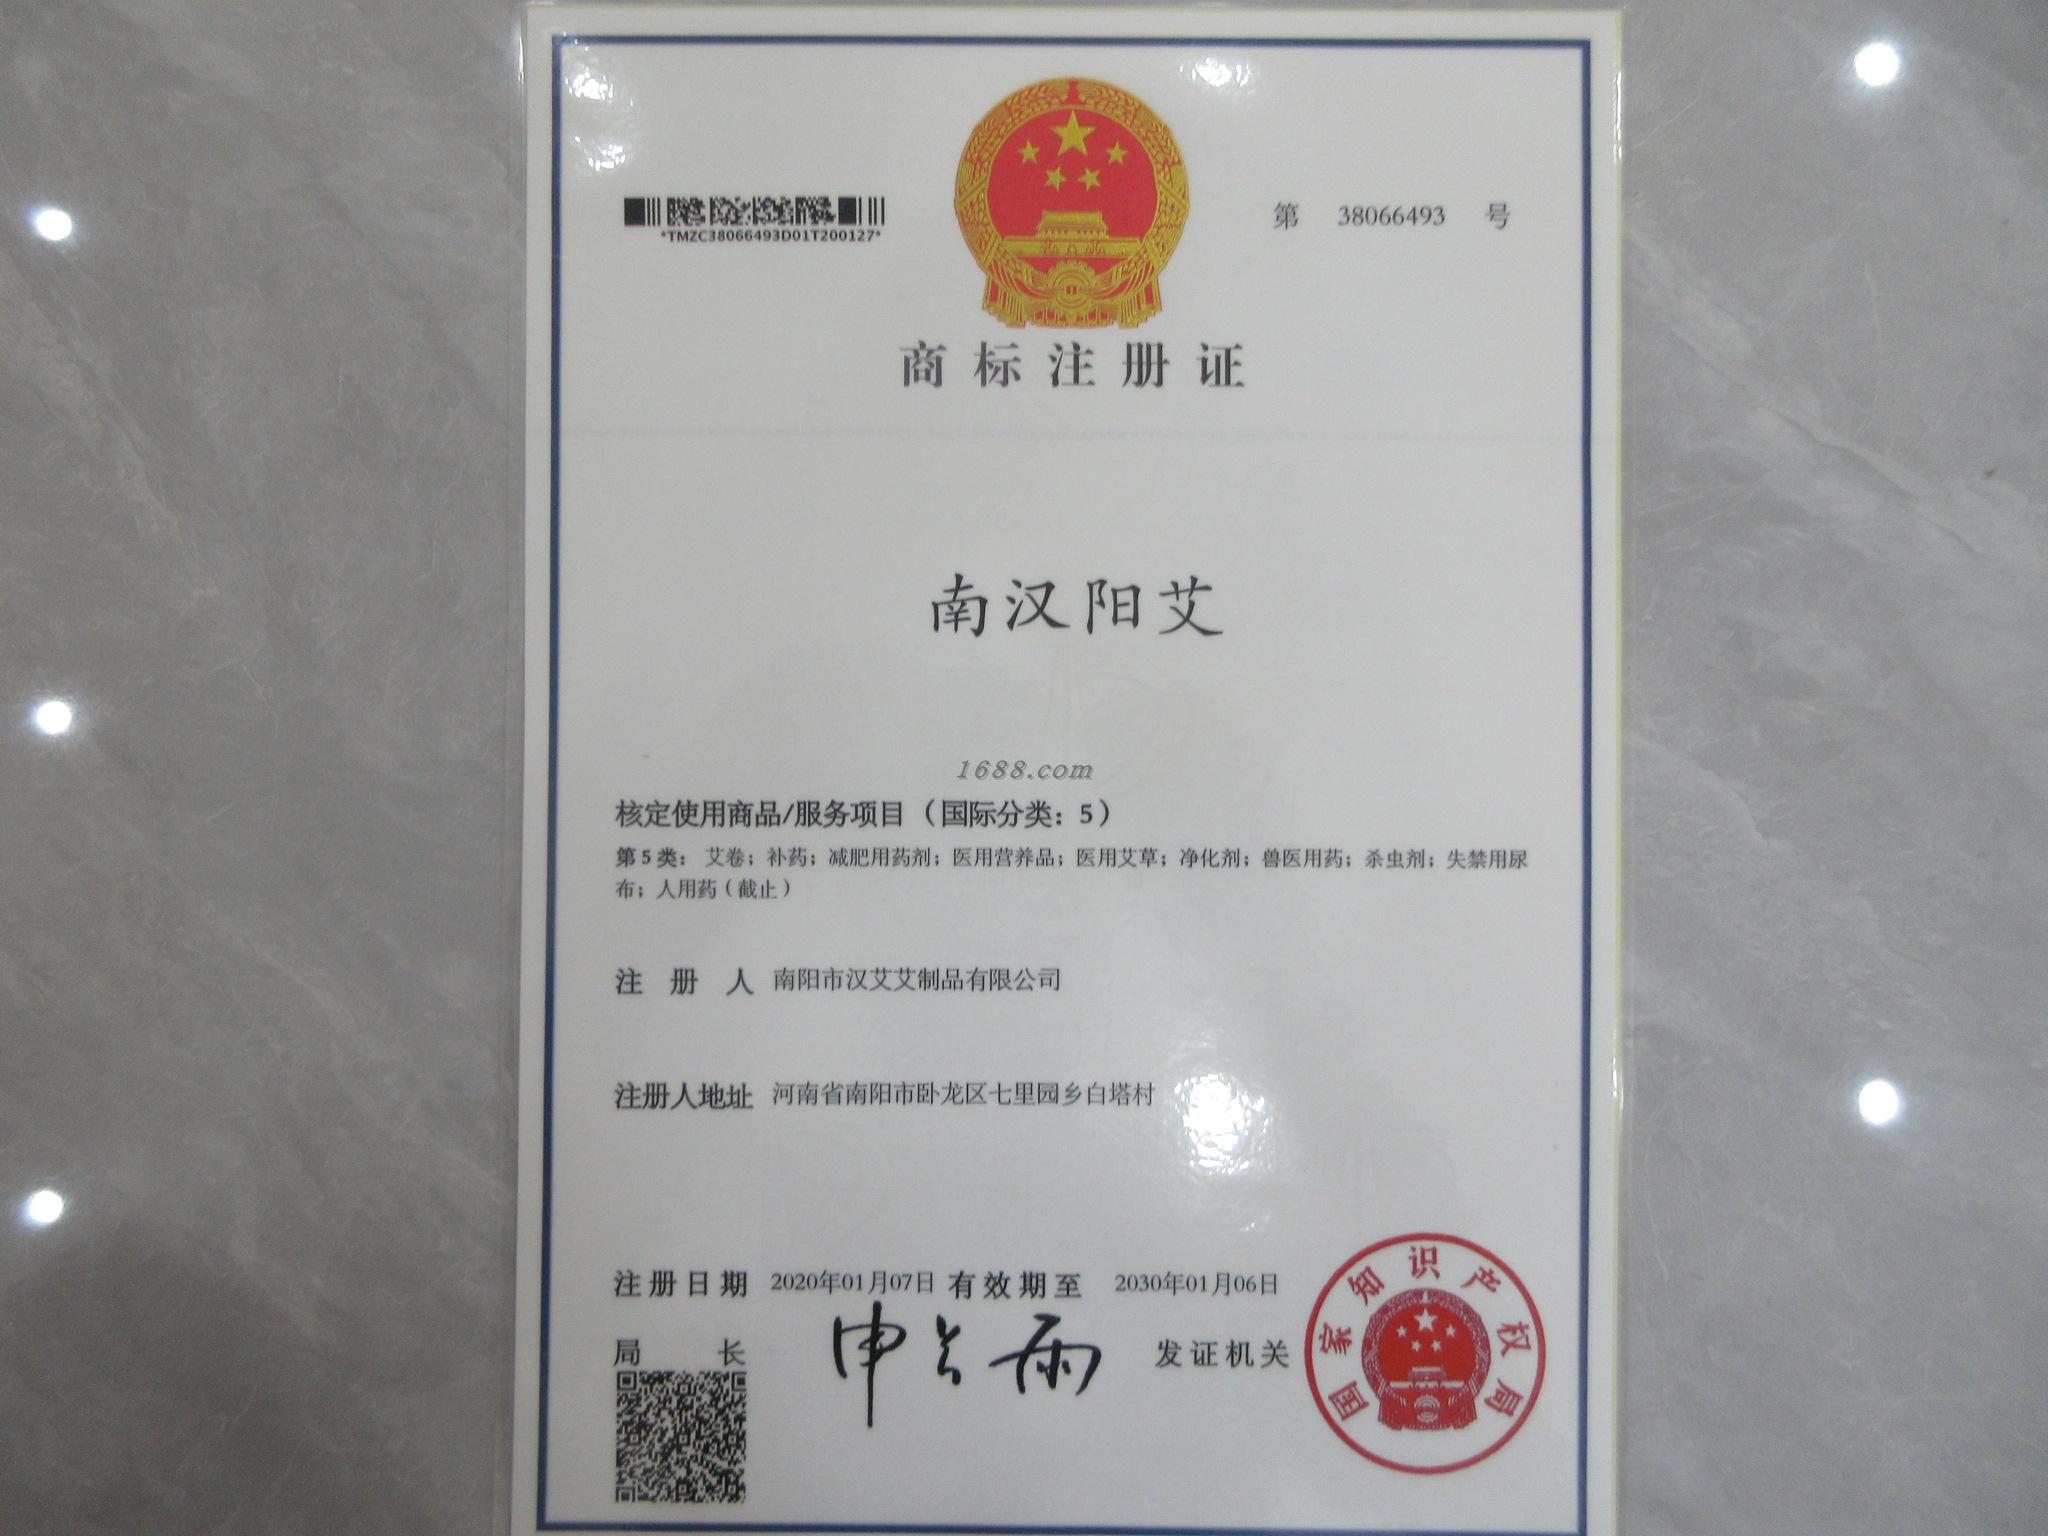 *TMZC38066493D01T200127*
第 38066493 号
商标注册证
南汉阳艾
1688.com
核定使用商品/服务项目（国际分类：5）
第5类：艾卷；补药；减肥用药剂；医用营养品；医用艾草；净化剂；兽医用药；杀虫剂；失禁用尿
布；人用药（截止）
注册人 南阳市汉艾艾制品有限公司
注册人地址 河南省南阳市卧龙区七里园乡白塔村
注册日期 2020年01月07日 有效期至 2030年01月06日
局长 申长雨 发证机关
国家知识产权局